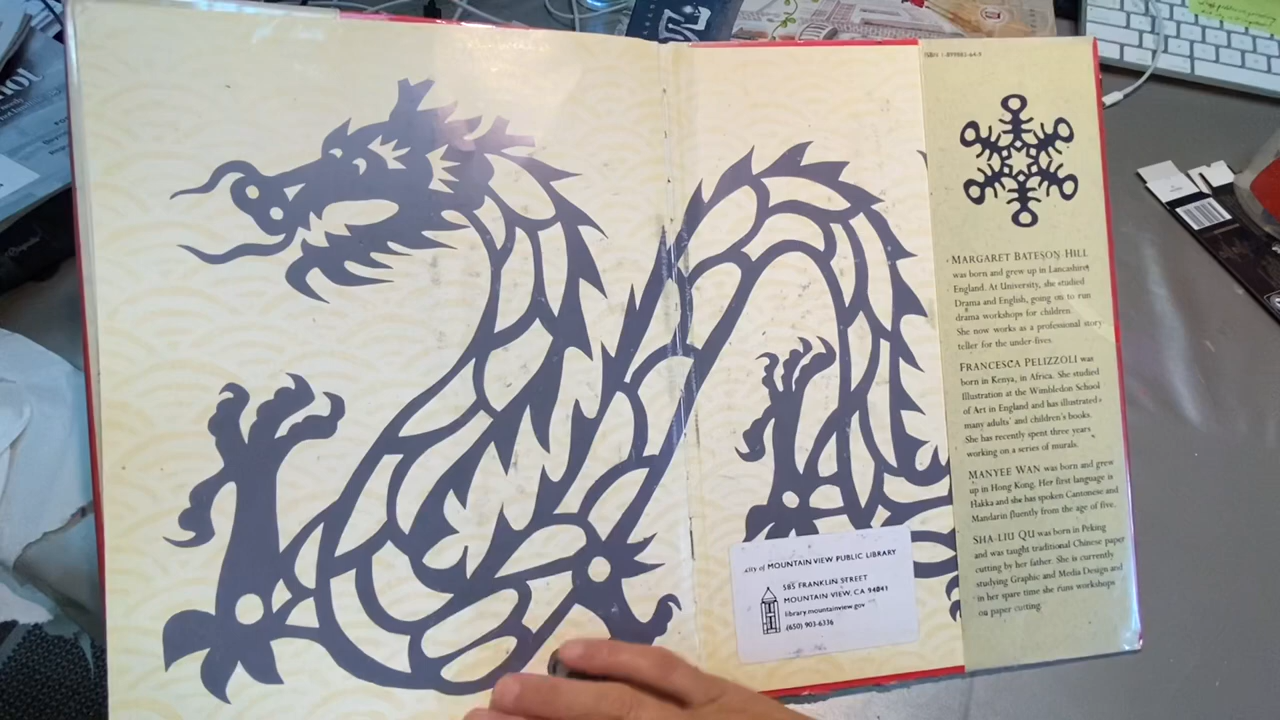 ISBN 1-899883-64-9
MARGARET BATESON HILL
was born and grew up in Lancashire
England. At University, she studied
Drama and English, going on to run
drama workshops for children.
She now works as a professional story
teller for the under-fives.
FRANCESCA PELIZZOLI was
born in Kenya, in Africa. She studied
Illustration at the Wimbledon School
of Art in England and has illustrated
many adults' and children's books.
She has recently spent three years
working on a series of murals.
MANYEE WAN was born and grew
up in Hong Kong. Her first language is
Hakka and she has spoken Cantonese and
Mandarin fluently from the age of five.
SHA-LIU QU was born in Peking
and was taught traditional Chinese paper
cutting by her father. She is currently
studying Graphic and Media Design and
in her spare time she runs workshops
on paper cutting.
City of MOUNTAIN VIEW PUBLIC LIBRARY
585 FRANKLIN STREET
MOUNTAIN VIEW, CA 94041
library.mountainview.gov
(650) 903-6336